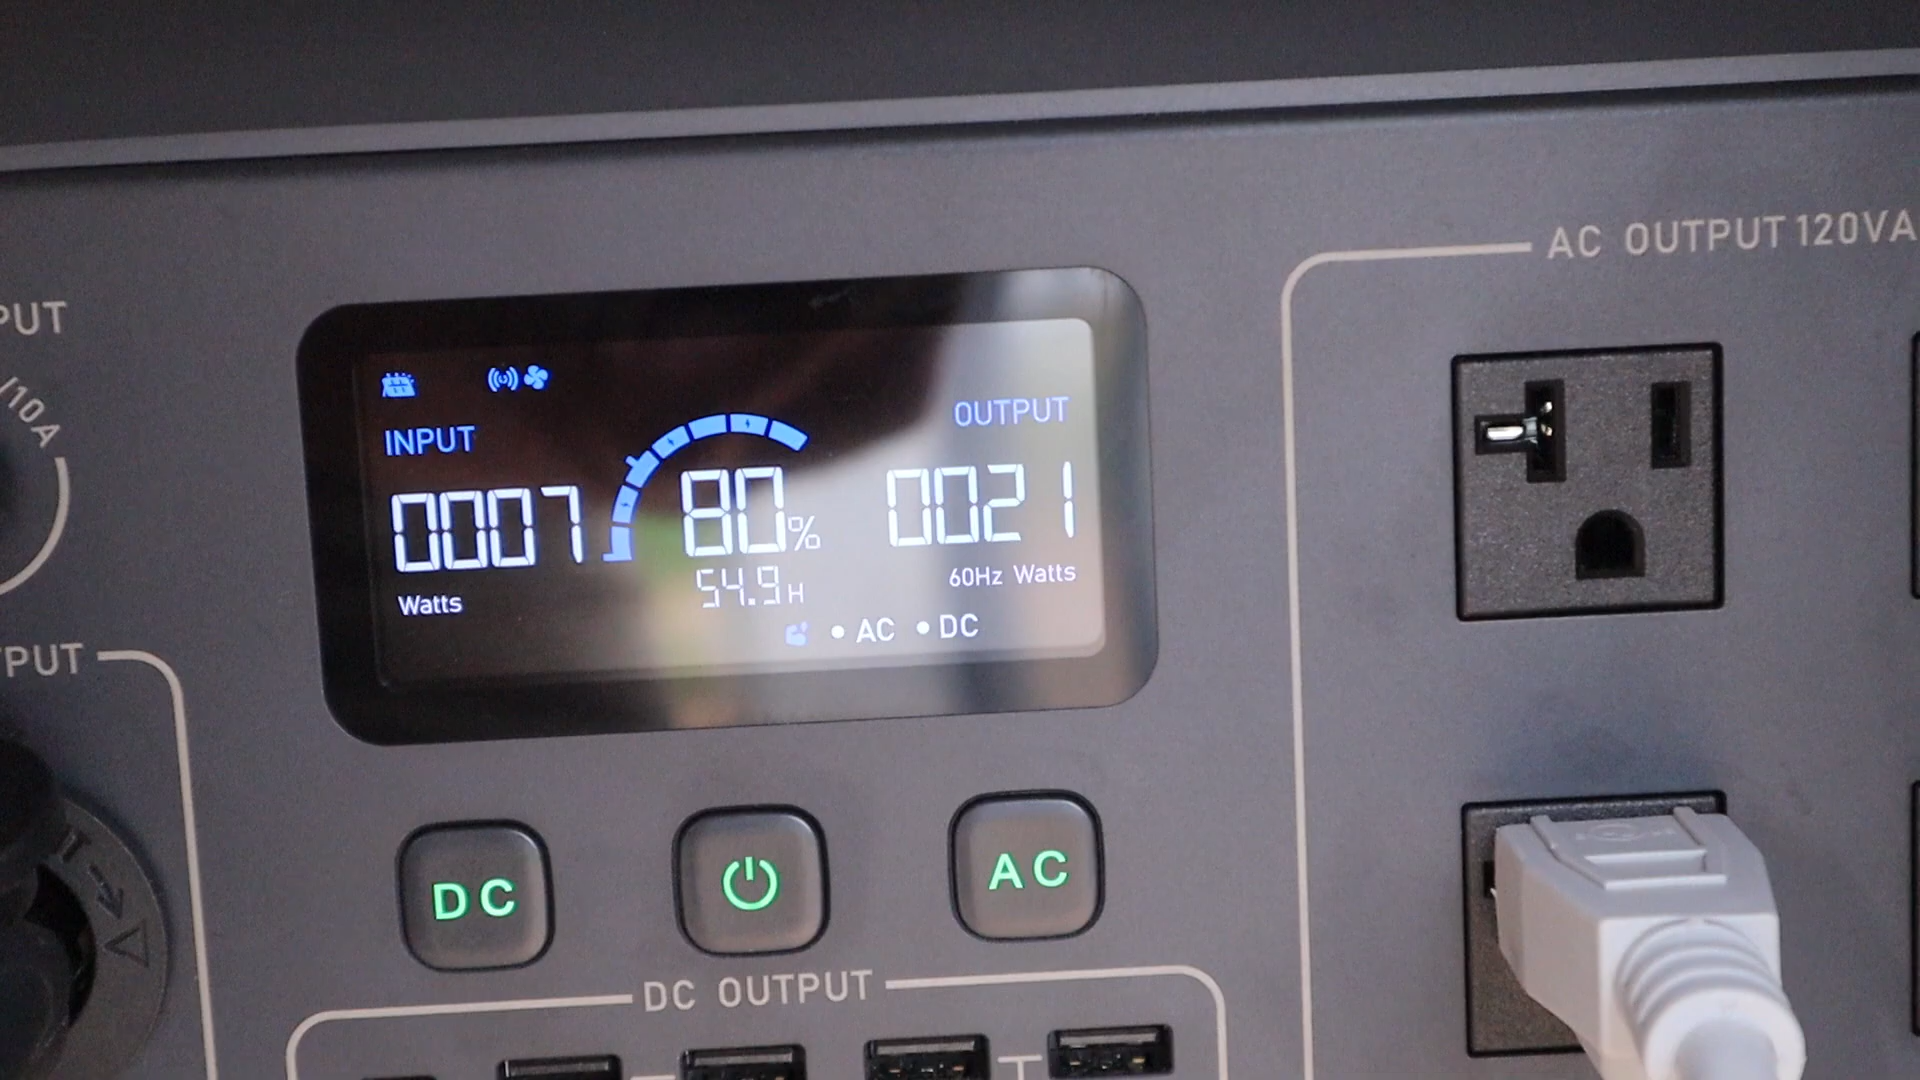 AC OUTPUT 120VA
PUT
/10A
INPUT
OUTPUT
0007
80%
0021
Watts
54.9H
60Hz Watts
• AC • DC
PUT
DC
AC
DC OUTPUT